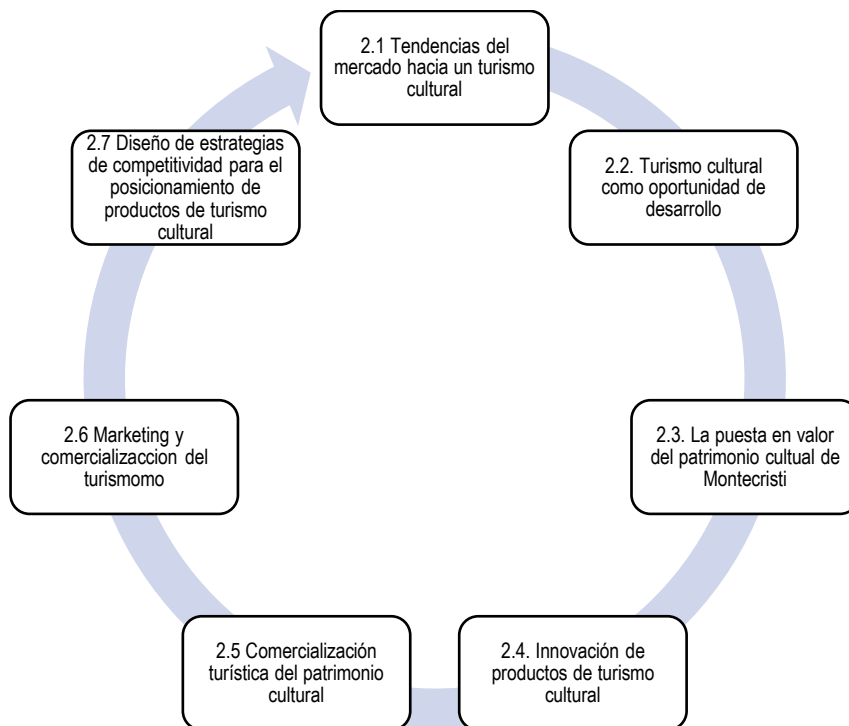 2.1 Tendencias del
mercado hacia un turismo
cultural
2.2. Turismo cultural
como oportunidad de
desarrollo
2.3. La puesta en valor
del patrimonio cultual de
Montecristi
2.4. Innovación de
productos de turismo
cultural
2.5 Comercialización
turística del patrimonio
cultural
2.6 Marketing y
comercializaccion del
turismomo
2.7 Diseño de estrategias
de competitividad para el
posicionamiento de
productos de turismo
cultural